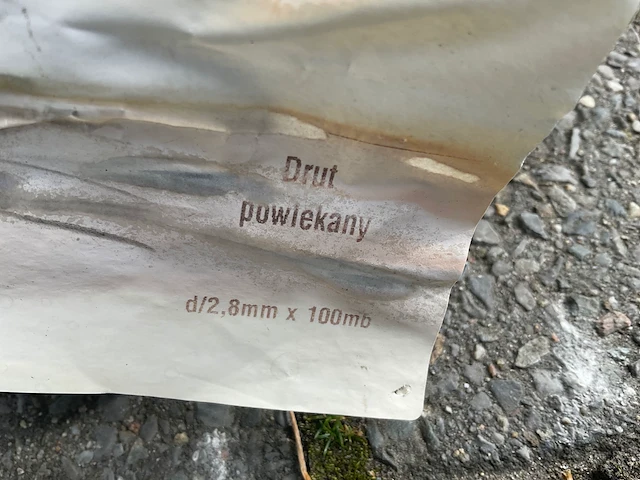 Drut
powlekany
d/2,8mm x 100mb